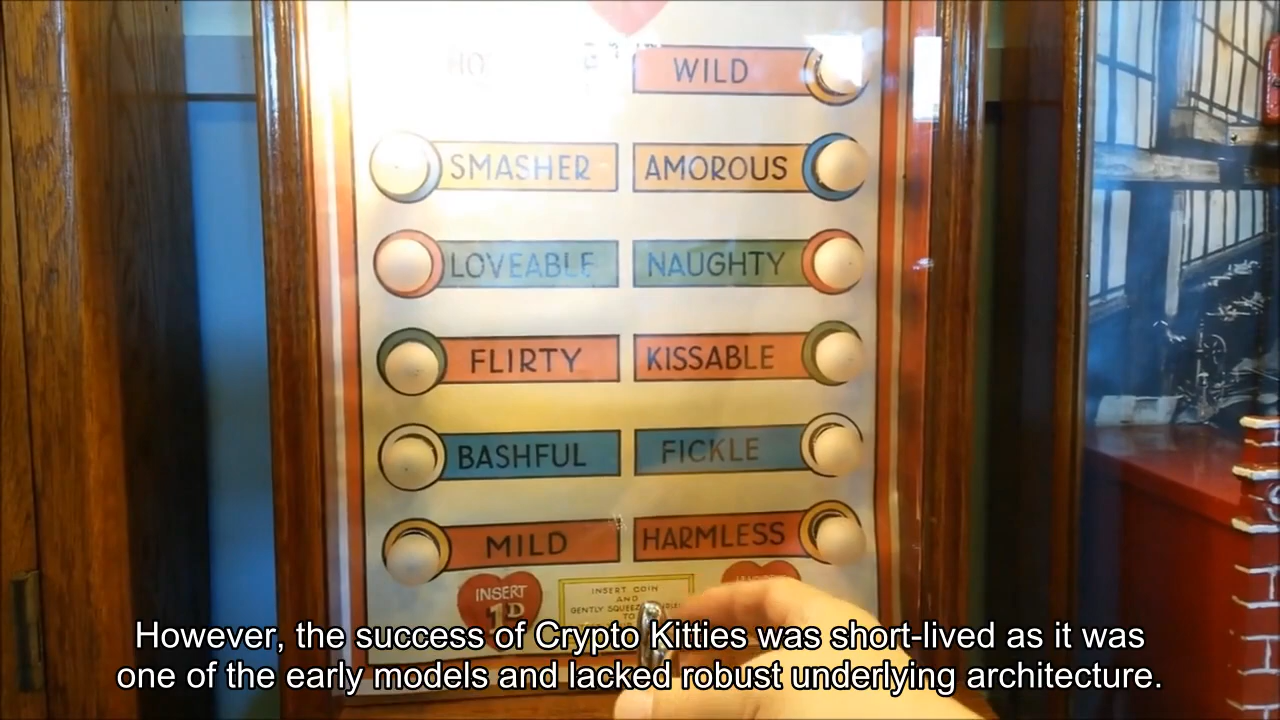 WILD
SMASHER AMOROUS
LOVEABLE NAUGHTY
FLIRTY KISSABLE
BASHFUL FICKLE
MILD HARMLESS
INSERT
1D
INSERT COIN
AND
GENTLY
TO
However, the success of Crypto Kitties was short-lived as it was
one of the early models and lacked robust underlying architecture.